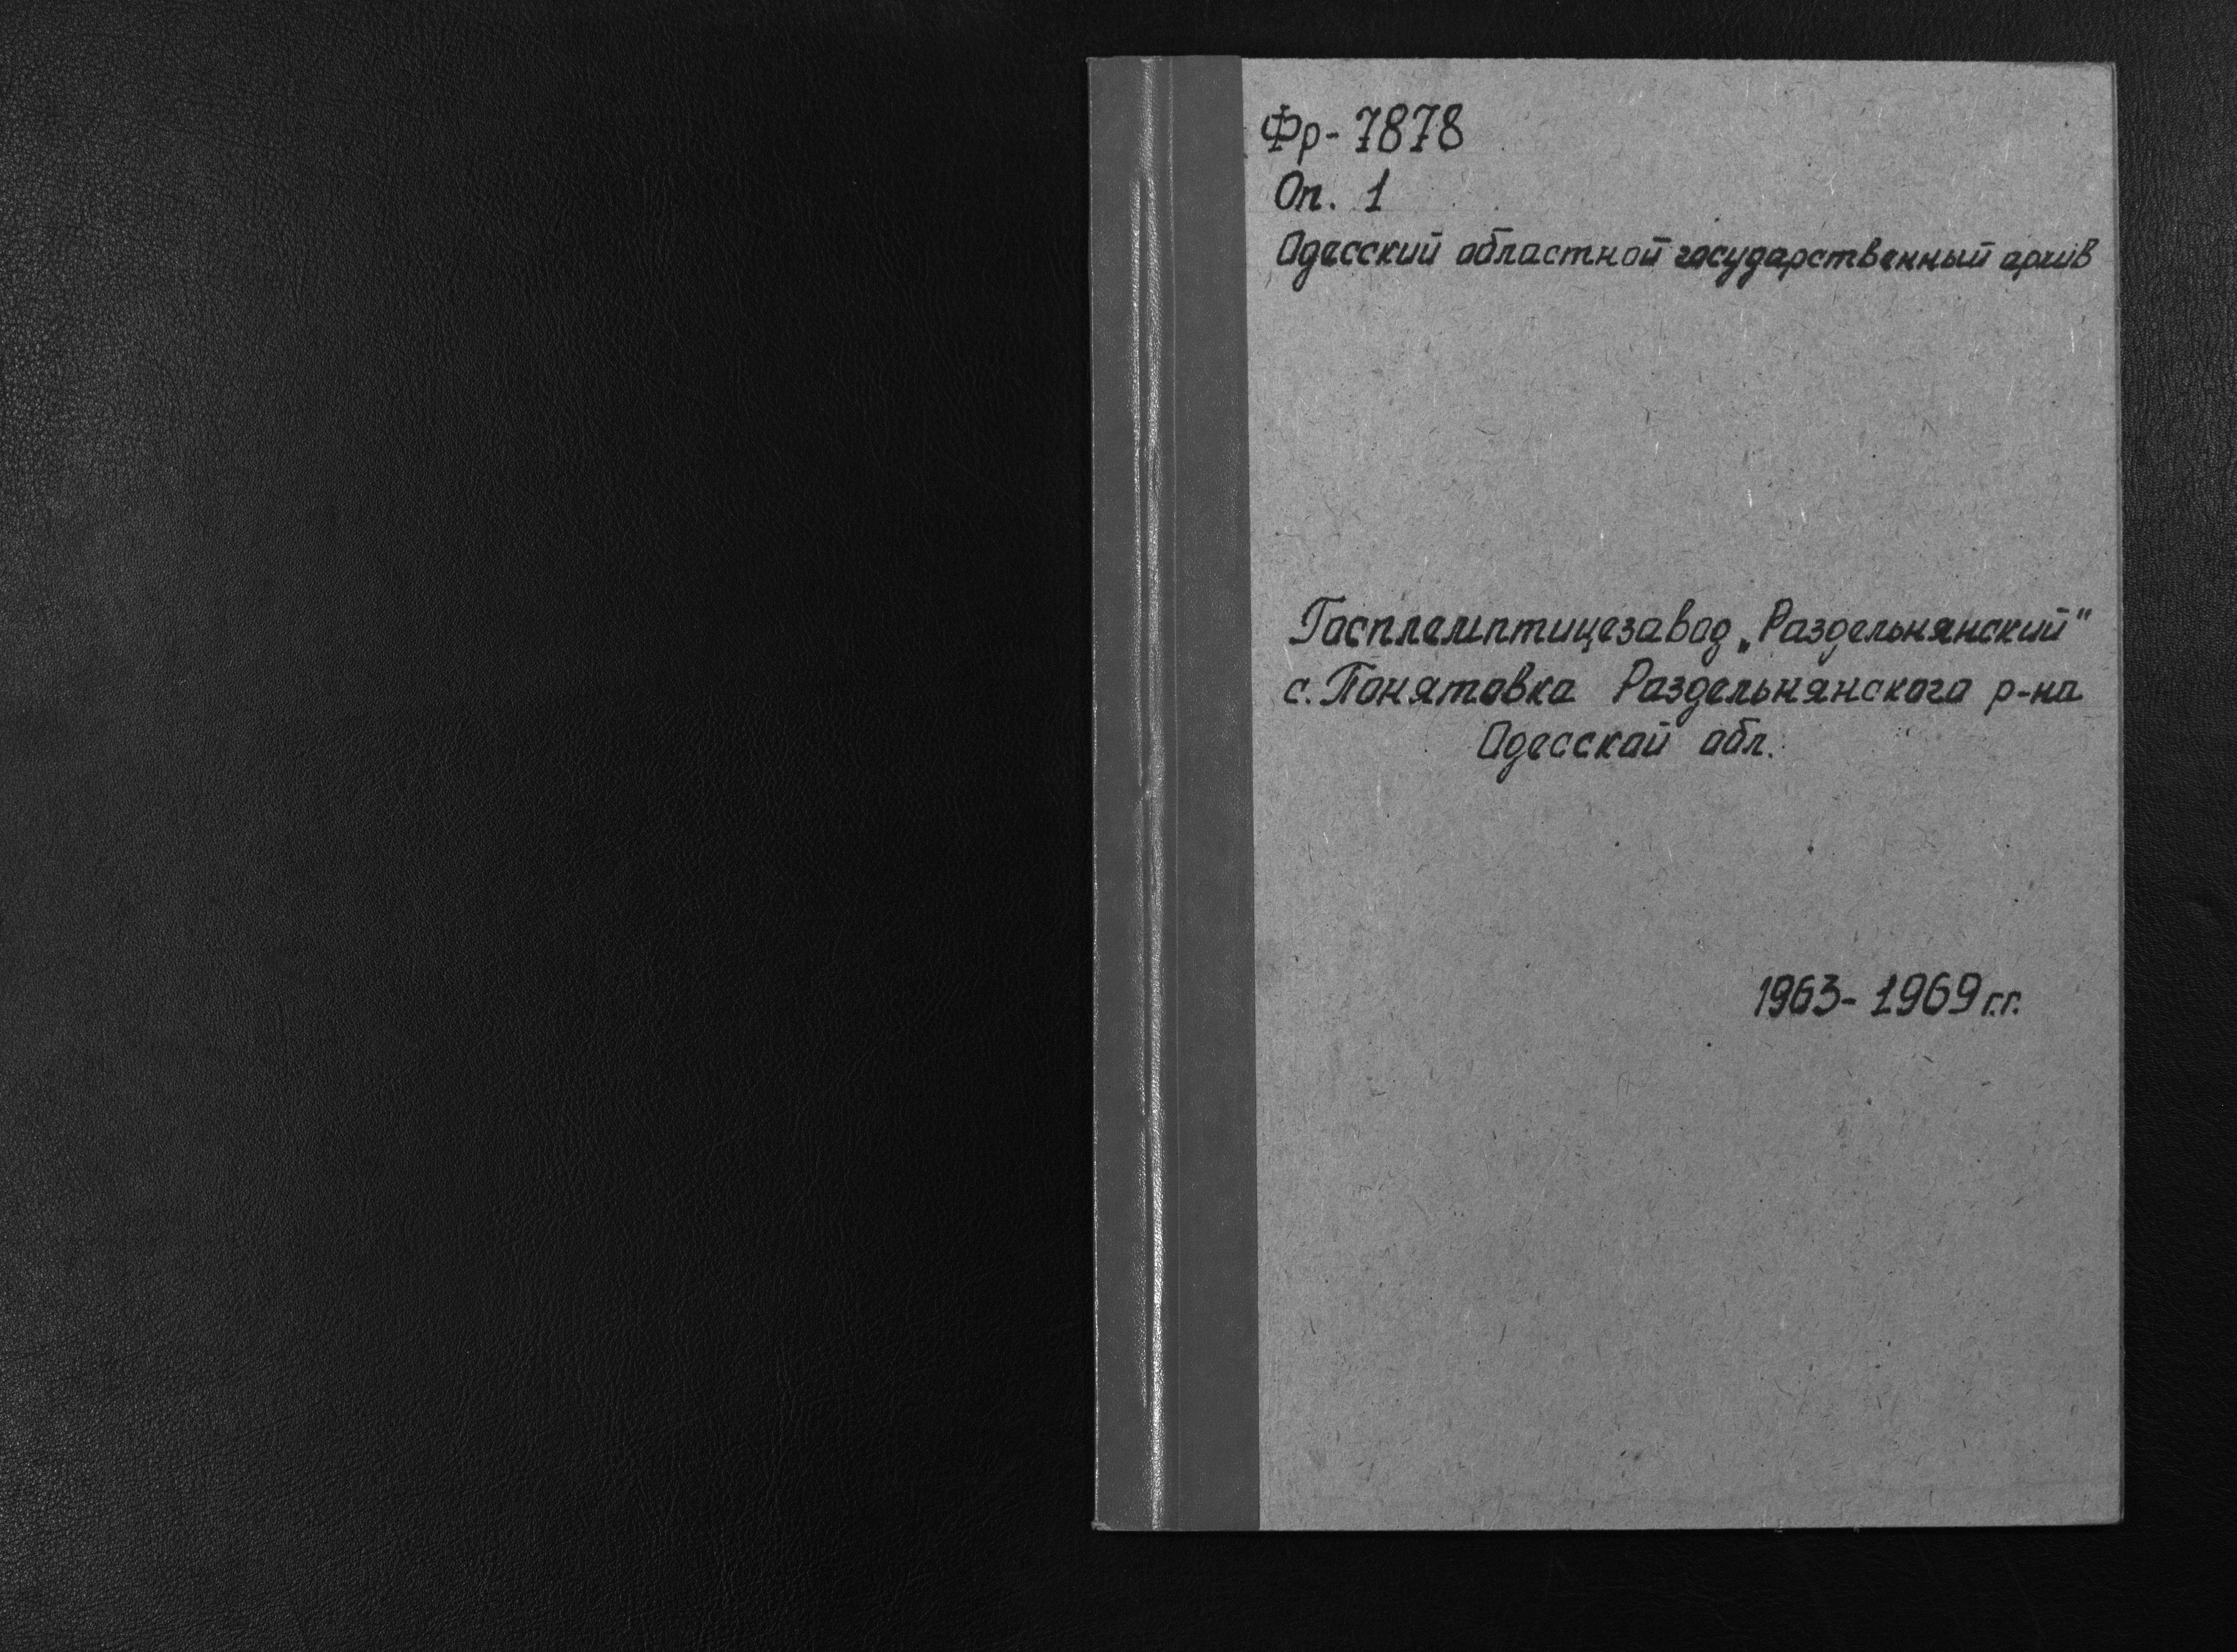 Фр-7878
Оп. 1
Одесский областной государственный архив
Госплемптицезавод „Раздельнянский"
с. Понятовка Раздельнянского р-на
Одесской обл.
1963-1969 г.г.